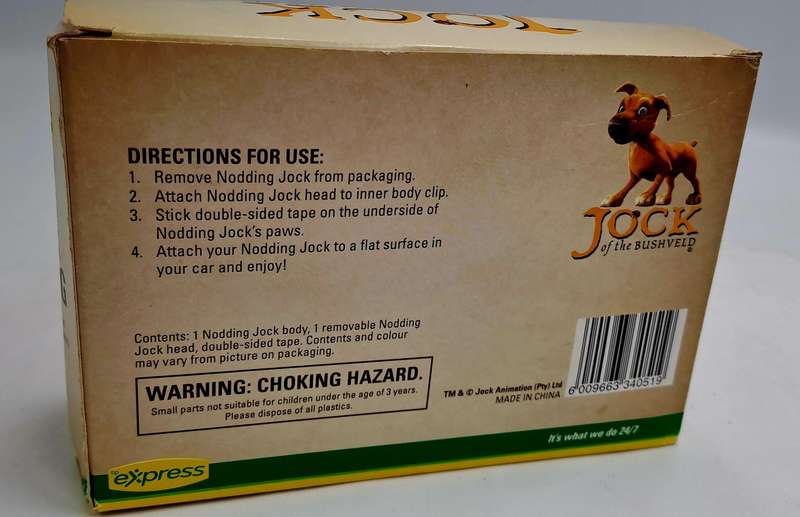 JOCK
DIRECTIONS FOR USE:
1. Remove Nodding Jock from packaging.
2. Attach Nodding Jock head to inner body clip.
3. Stick double-sided tape on the underside of
Nodding Jock's paws.
4. Attach your Nodding Jock to a flat surface in
your car and enjoy!
JOCK
of the BUSHVELD
Contents: 1 Nodding Jock body, 1 removable Nodding
Jock head, double-sided tape. Contents and colour
may vary from picture on packaging.
WARNING: CHOKING HAZARD.
Small parts not suitable for children under the age of 3 years.
Please dispose of all plastics.
TM & © Jock Animation (Pty) Ltd
MADE IN CHINA
6 009663 340519
It's what we do 24/7
bp express